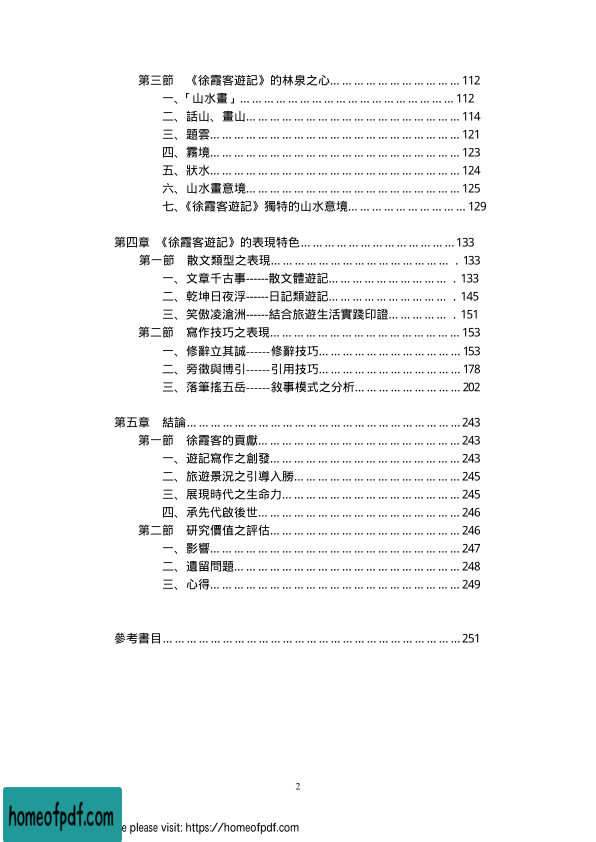 第三節　《徐霞客遊記》的林泉之心…………………………… 112
一、「山水畫」……………………………………………… 112
二、話山、畫山……………………………………………… 114
三、題雲……………………………………………………… 121
四、霧境……………………………………………………… 123
五、狀水……………………………………………………… 124
六、山水畫意境……………………………………………… 125
七、《徐霞客遊記》獨特的山水意境………………………… 129
第四章　《徐霞客遊記》的表現特色………………………………… 133
第一節　散文類型之表現……………………………………… . 133
一、文章千古事------散文體遊記………………………… . 133
二、乾坤日夜浮------日記類遊記………………………… . 145
三、笑傲凌滄洲------結合旅遊生活實踐印證…………… . 151
第二節　寫作技巧之表現………………………………………… 153
一、修辭立其誠------修辭技巧……………………………… 153
二、旁徵與博引------引用技巧……………………………… 178
三、落筆搖五岳------敘事模式之分析……………………… 202
第五章　結論…………………………………………………………… 243
第一節　徐霞客的貢獻…………………………………………… 243
一、遊記寫作之創發………………………………………… 243
二、旅遊景況之引導入勝…………………………………… 245
三、展現時代之生命力……………………………………… 245
四、承先代啟後世…………………………………………… 246
第二節　研究價值之評估………………………………………… 246
一、影響……………………………………………………… 247
二、遺留問題………………………………………………… 248
三、心得……………………………………………………… 249
參考書目………………………………………………………………… 251
2
homeofpdf.com
e please visit: https://homeofpdf.com